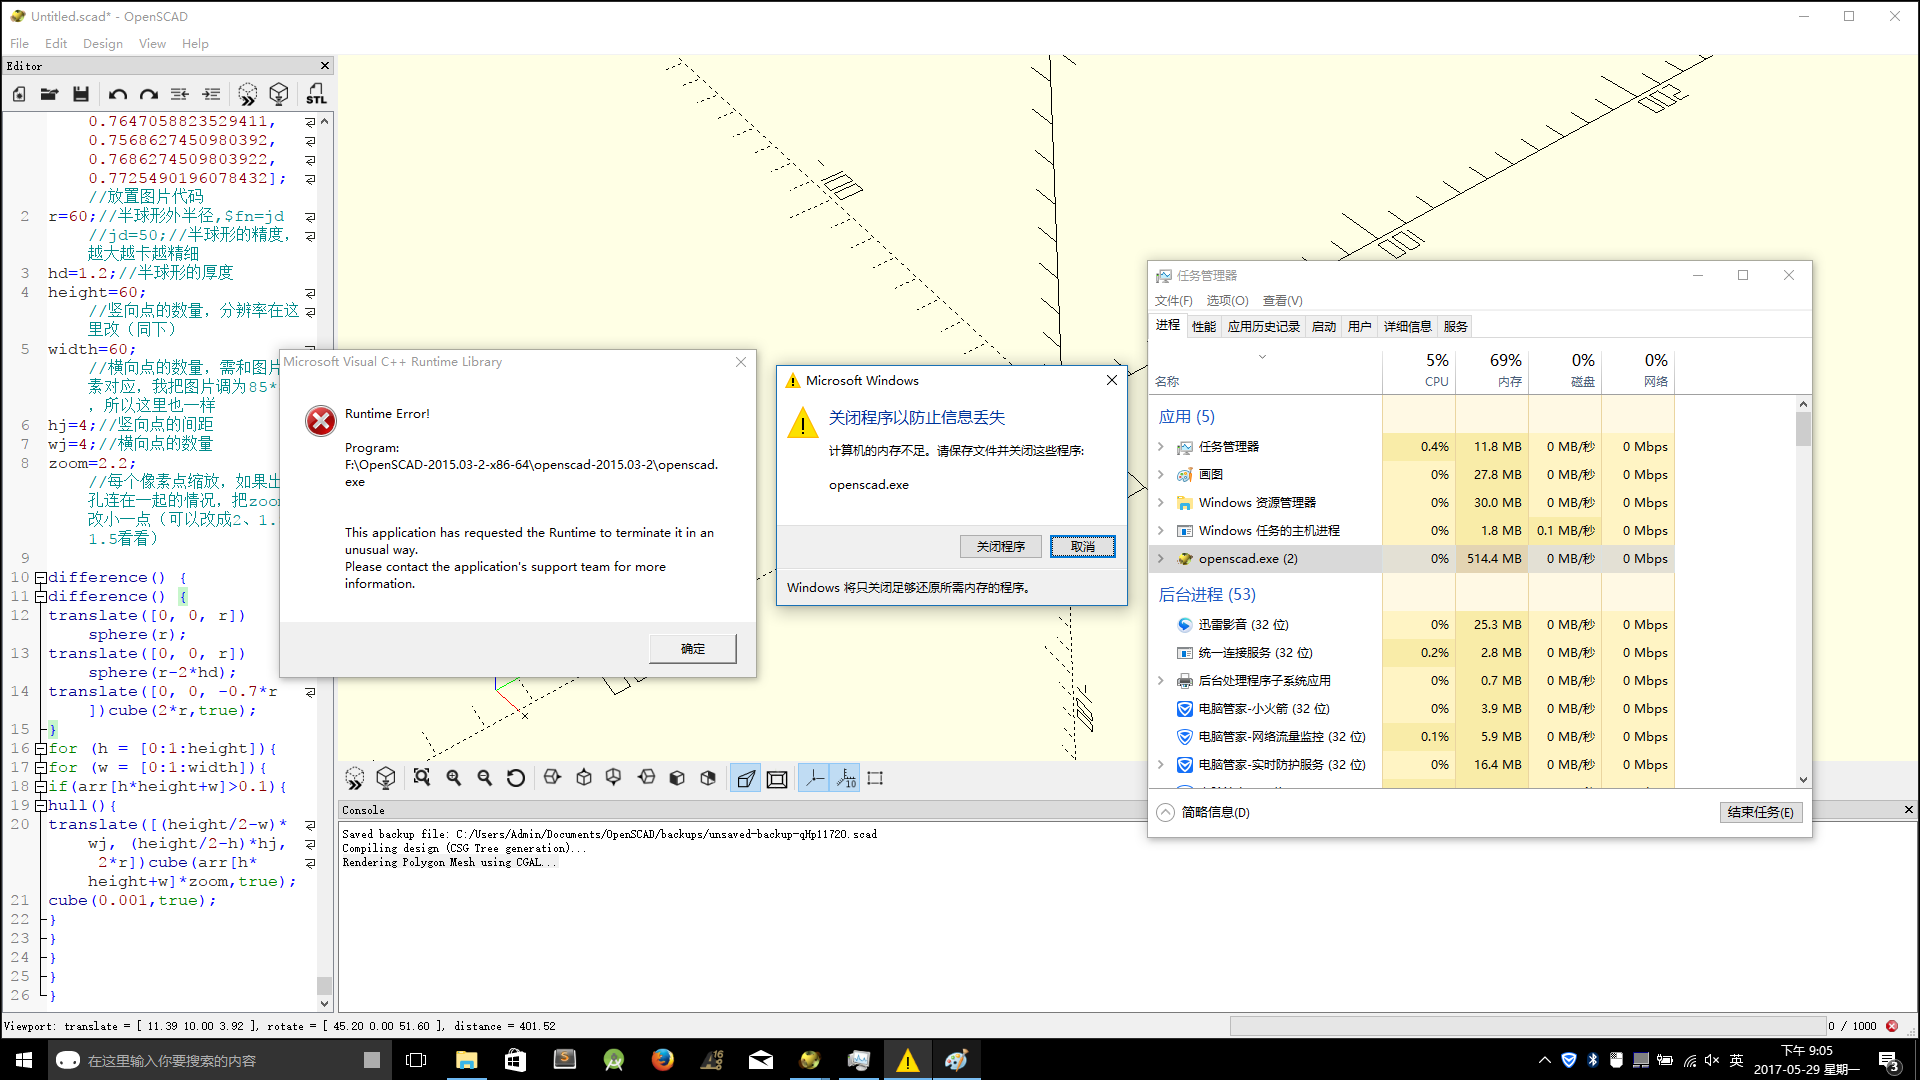 Untitled.scad* - OpenSCAD
File Edit Design View Help
Editor
STL
0.7647058823529411,
0.7568627450980392,
0.7686274509803922,
0.7725490196078432];
//放置图片代码
2 r=60;//半球形外半径,$fn=jd
//jd=50;//半球形的精度，
越大越卡越精细
3 hd=1.2;//半球形的厚度
4 height=60;
//竖向点的数量，分辨率在这
里改（同下）
5 width=60;
//横向点的数量，需和图片
素对应，我把图片调为85*
，所以这里也一样
6 hj=4;//竖向点的间距
7 wj=4;//横向点的数量
8 zoom=2.2;
//每个像素点缩放，如果出
孔连在一起的情况，把zoom
改小一点（可以改成2、1.
1.5看看）
9
10 difference() {
11 difference() {
12 translate([0, 0, r])
sphere(r);
13 translate([0, 0, r])
sphere(r-2*hd);
14 translate([0, 0, -0.7*r
])cube(2*r,true);
15 }
16 for (h = [0:1:height]){
17 for (w = [0:1:width]){
18 if(arr[h*height+w]>0.1){
19 hull(){
20 translate([(height/2-w)*
wj, (height/2-h)*hj,
2*r])cube(arr[h*
height+w]*zoom,true);
21 cube(0.001,true);
22 }
23 }
24 }
25 }
26 }
Microsoft Visual C++ Runtime Library
Runtime Error!
Program:
F:\OpenSCAD-2015.03-2-x86-64\openscad-2015.03-2\openscad.
exe
This application has requested the Runtime to terminate it in an
unusual way.
Please contact the application's support team for more
information.
确定
Microsoft Windows
关闭程序以防止信息丢失
计算机的内存不足。请保存文件并关闭这些程序:
openscad.exe
关闭程序 取消
Windows 将只关闭足够还原所需内存的程序。
任务管理器
文件(F) 选项(O) 查看(V)
进程 性能 应用历史记录 启动 用户 详细信息 服务
5% 69% 0% 0%
名称 CPU 内存 磁盘 网络
应用 (5)
任务管理器 0.4% 11.8 MB 0 MB/秒 0 Mbps
画图 0% 27.8 MB 0 MB/秒 0 Mbps
Windows 资源管理器 0% 30.0 MB 0 MB/秒 0 Mbps
Windows 任务的主机进程 0% 1.8 MB 0.1 MB/秒 0 Mbps
openscad.exe (2) 0% 514.4 MB 0 MB/秒 0 Mbps
后台进程 (53)
迅雷影音 (32 位) 0% 25.3 MB 0 MB/秒 0 Mbps
统一连接服务 (32 位) 0.2% 2.8 MB 0 MB/秒 0 Mbps
后台处理程序子系统应用 0% 0.7 MB 0 MB/秒 0 Mbps
电脑管家-小火箭 (32 位) 0% 3.9 MB 0 MB/秒 0 Mbps
电脑管家-网络流量监控 (32 位) 0.1% 5.9 MB 0 MB/秒 0 Mbps
电脑管家-实时防护服务 (32 位) 0% 16.4 MB 0 MB/秒 0 Mbps
简略信息(D)
结束任务(E)
x
10
Console
Saved backup file: C:/Users/Admin/Documents/OpenSCAD/backups/unsaved-backup-qHp11720.scad
Compiling design (CSG Tree generation)...
Rendering Polygon Mesh using CGAL...
Viewport: translate = [ 11.39 10.00 3.92 ], rotate = [ 45.20 0.00 51.60 ], distance = 401.52
0 / 1000
在这里输入你要搜索的内容
英
下午 9:05
2017-05-29 星期一
3